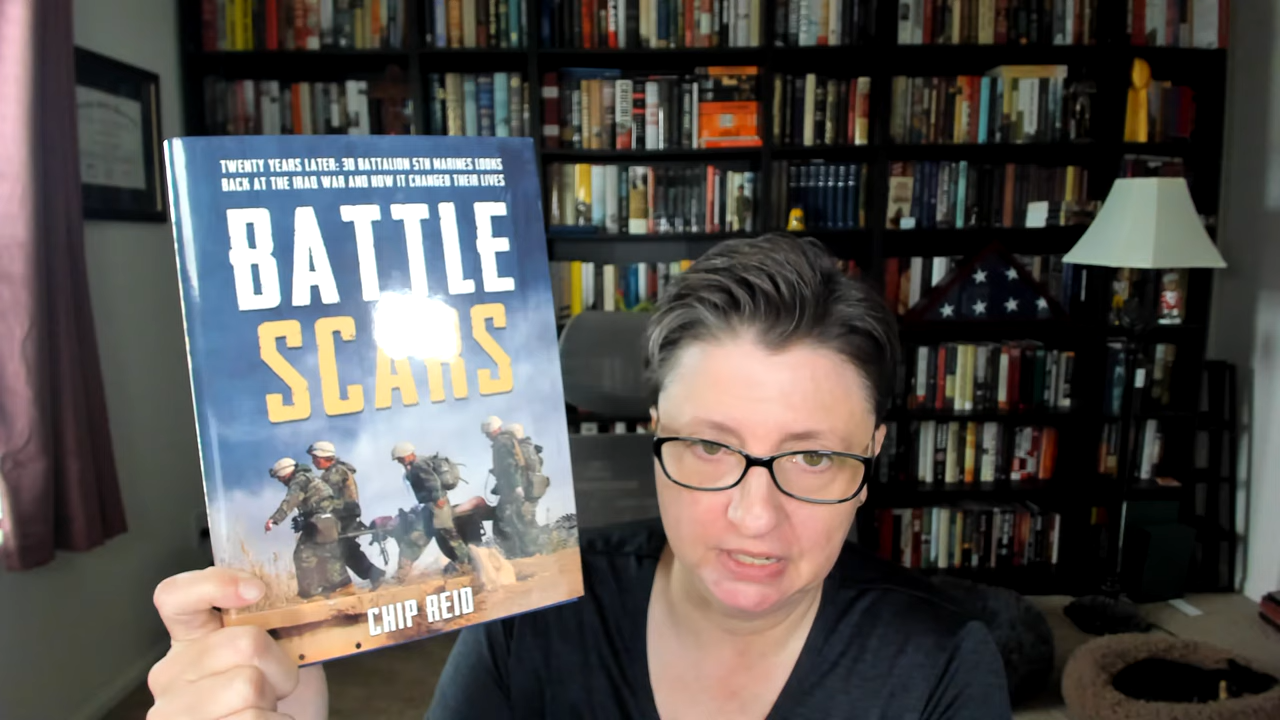 TWENTY YEARS LATER: 3D BATTALION 5TH MARINES LOOKS
BACK AT THE IRAQ WAR AND HOW IT CHANGED THEIR LIVES
BATTLE
SCARS
CHIP REID